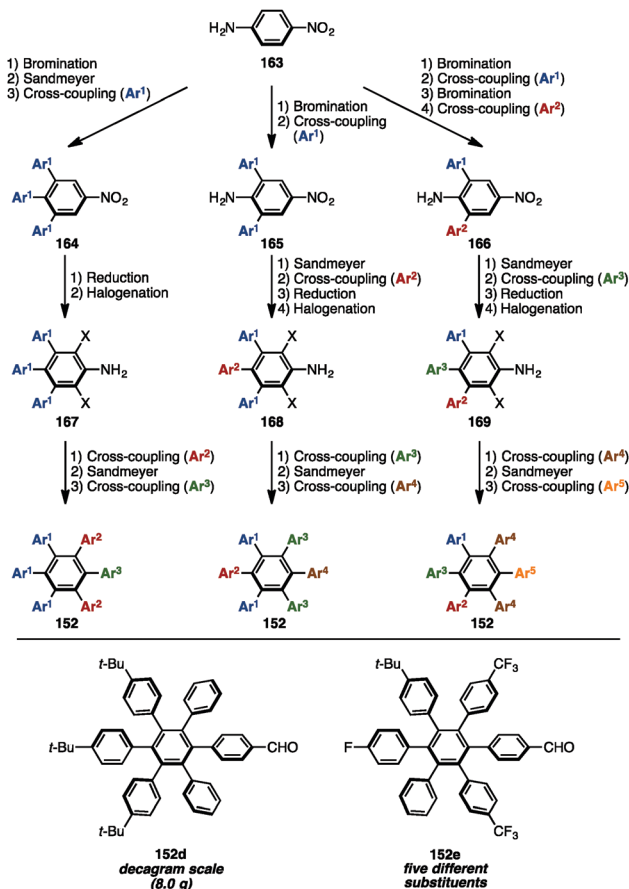 H2N
NO2
163
1) Bromination
2) Sandmeyer
3) Cross-coupling (Ar1)
1) Bromination
2) Cross-coupling
(Ar1)
1) Bromination
2) Cross-coupling (Ar1)
3) Bromination
4) Cross-coupling (Ar2)
Ar1
Ar1
NO2
Ar1
164
Ar1
H2N
NO2
Ar1
165
Ar1
H2N
NO2
Ar2
166
1) Reduction
2) Halogenation
1) Sandmeyer
2) Cross-coupling (Ar2)
3) Reduction
4) Halogenation
1) Sandmeyer
2) Cross-coupling (Ar3)
3) Reduction
4) Halogenation
Ar1
X
Ar1
NH2
Ar1
X
167
Ar1
X
Ar2
NH2
Ar1
X
168
Ar1
X
Ar3
NH2
Ar2
X
169
1) Cross-coupling (Ar2)
2) Sandmeyer
3) Cross-coupling (Ar3)
1) Cross-coupling (Ar3)
2) Sandmeyer
3) Cross-coupling (Ar4)
1) Cross-coupling (Ar4)
2) Sandmeyer
3) Cross-coupling (Ar5)
Ar1
Ar2
Ar1
Ar3
Ar1
Ar2
152
Ar1
Ar3
Ar2
Ar4
Ar1
Ar3
152
Ar1
Ar4
Ar3
Ar5
Ar2
Ar4
152
t-Bu
t-Bu
CHO
t-Bu
152d
decagram scale
(8.0 g)
t-Bu
CF3
F
CHO
CF3
152e
five different
substituents